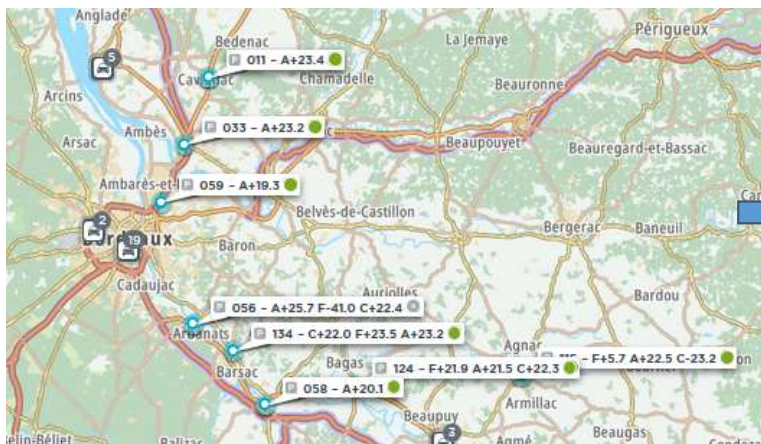 Anglade
Bedenac
La Jemaye
Périgueux
5
P 011 - A+23.4
Cavignac
Chamadelle
Beauronne
Arcins
Ambès
P 033 - A+23.2
Arsac
Beaupouyet
Beauregard-et-Bassac
Ambarès-et-
P 059 - A+19.3
2
Belvès-de-Castillon
Bergerac
Baneuil
19
Baron
Cadaujac
Bardou
P 056 - A+25.7 F-41.0 C+22.4
Arbanats
P 134 - C+22.0 F+23.5 A+23.2
Agnac
F+5.7 A+22.5 C-23.2
Barsac
Bagas
P 124 - F+21.9 A+21.5 C+22.3
P 058 - A+20.1
Armillac
Beaupuy
3
Beaugas
Agmé